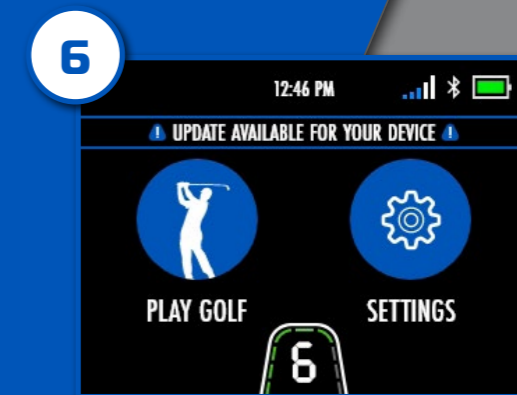 6
12:46 PM
UPDATE AVAILABLE FOR YOUR DEVICE
PLAY GOLF
SETTINGS
6